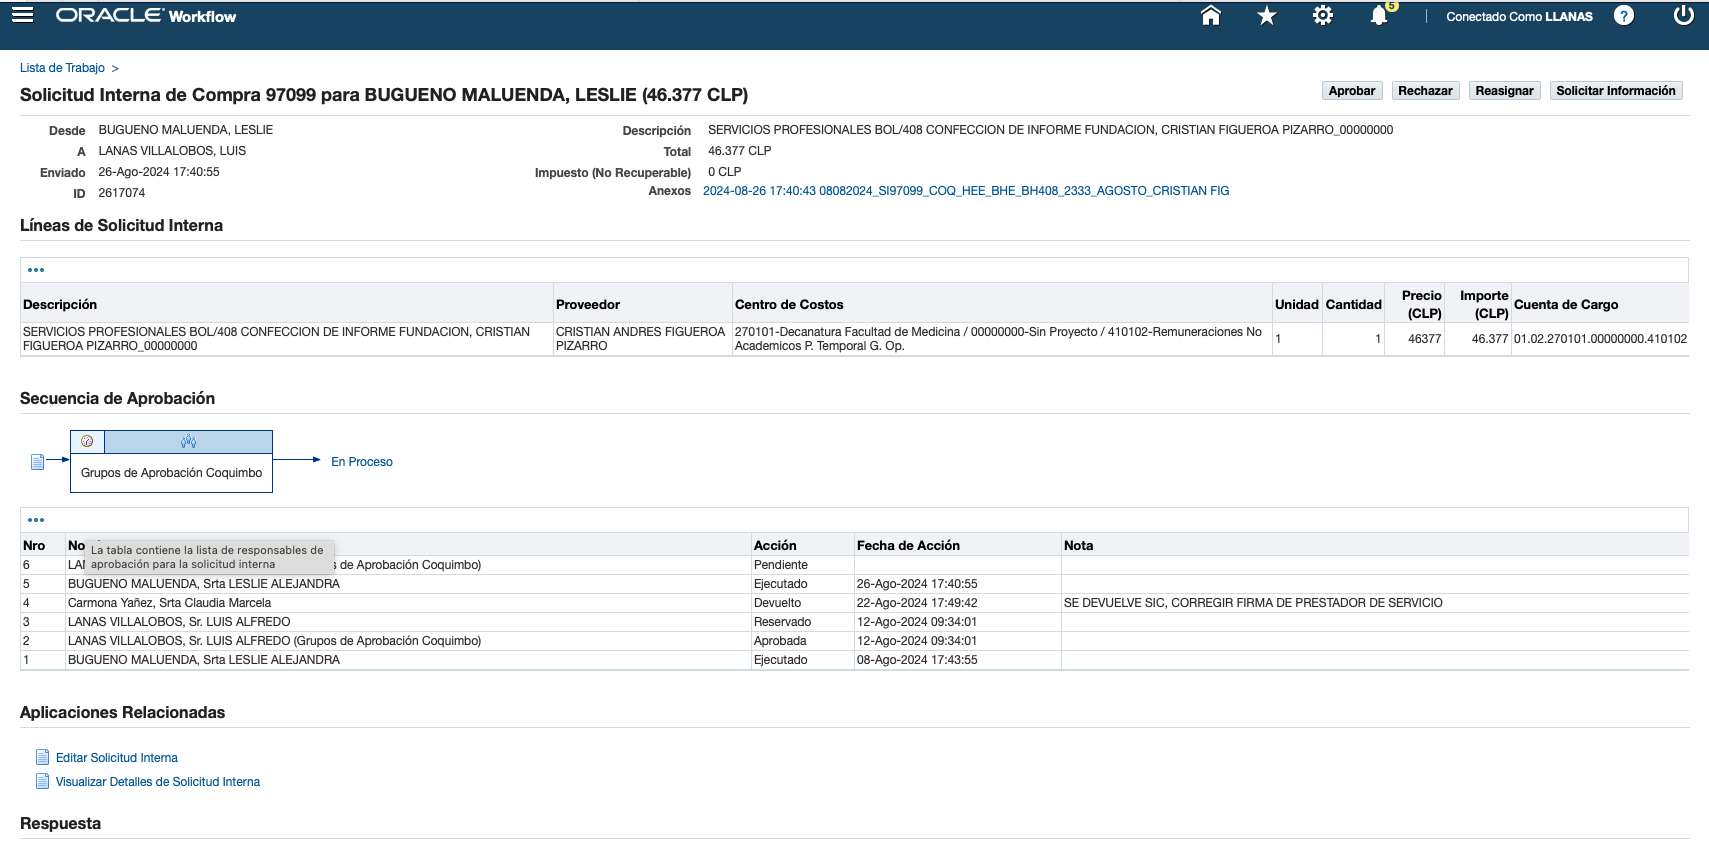 ORACLE Workflow
5
Conectado Como LLANAS
?
Lista de Trabajo >
Solicitud Interna de Compra 97099 para BUGUENO MALUENDA, LESLIE (46.377 CLP)
Aprobar Rechazar Reasignar Solicitar Información
Desde BUGUENO MALUENDA, LESLIE
A LANAS VILLALOBOS, LUIS
Enviado 26-Ago-2024 17:40:55
ID 2617074
Descripción SERVICIOS PROFESIONALES BOL/408 CONFECCION DE INFORME FUNDACION, CRISTIAN FIGUEROA PIZARRO_00000000
Total 46.377 CLP
Impuesto (No Recuperable) 0 CLP
Anexos 2024-08-26 17:40:43 08082024_SI97099_COQ_HEE_BHE_BH408_2333_AGOSTO_CRISTIAN FIG
Líneas de Solicitud Interna
Descripción Proveedor Centro de Costos Unidad Cantidad Precio (CLP) Importe (CLP) Cuenta de Cargo
SERVICIOS PROFESIONALES BOL/408 CONFECCION DE INFORME FUNDACION, CRISTIAN
FIGUEROA PIZARRO_00000000
CRISTIAN ANDRES FIGUEROA
PIZARRO
270101-Decanatura Facultad de Medicina / 00000000-Sin Proyecto / 410102-Remuneraciones No
Academicos P. Temporal G. Op.
1 1 46377 46.377 01.02.270101.00000000.410102
Secuencia de Aprobación
Grupos de Aprobación Coquimbo
En Proceso
Nro No Acción Fecha de Acción Nota
La tabla contiene la lista de responsables de
aprobación para la solicitud interna
6 LAN de Aprobación Coquimbo) Pendiente
5 BUGUENO MALUENDA, Srta LESLIE ALEJANDRA Ejecutado 26-Ago-2024 17:40:55
4 Carmona Yañez, Srta Claudia Marcela Devuelto 22-Ago-2024 17:49:42 SE DEVUELVE SIC, CORREGIR FIRMA DE PRESTADOR DE SERVICIO
3 LANAS VILLALOBOS, Sr. LUIS ALFREDO Reservado 12-Ago-2024 09:34:01
2 LANAS VILLALOBOS, Sr. LUIS ALFREDO (Grupos de Aprobación Coquimbo) Aprobada 12-Ago-2024 09:34:01
1 BUGUENO MALUENDA, Srta LESLIE ALEJANDRA Ejecutado 08-Ago-2024 17:43:55
Aplicaciones Relacionadas
Editar Solicitud Interna
Visualizar Detalles de Solicitud Interna
Respuesta